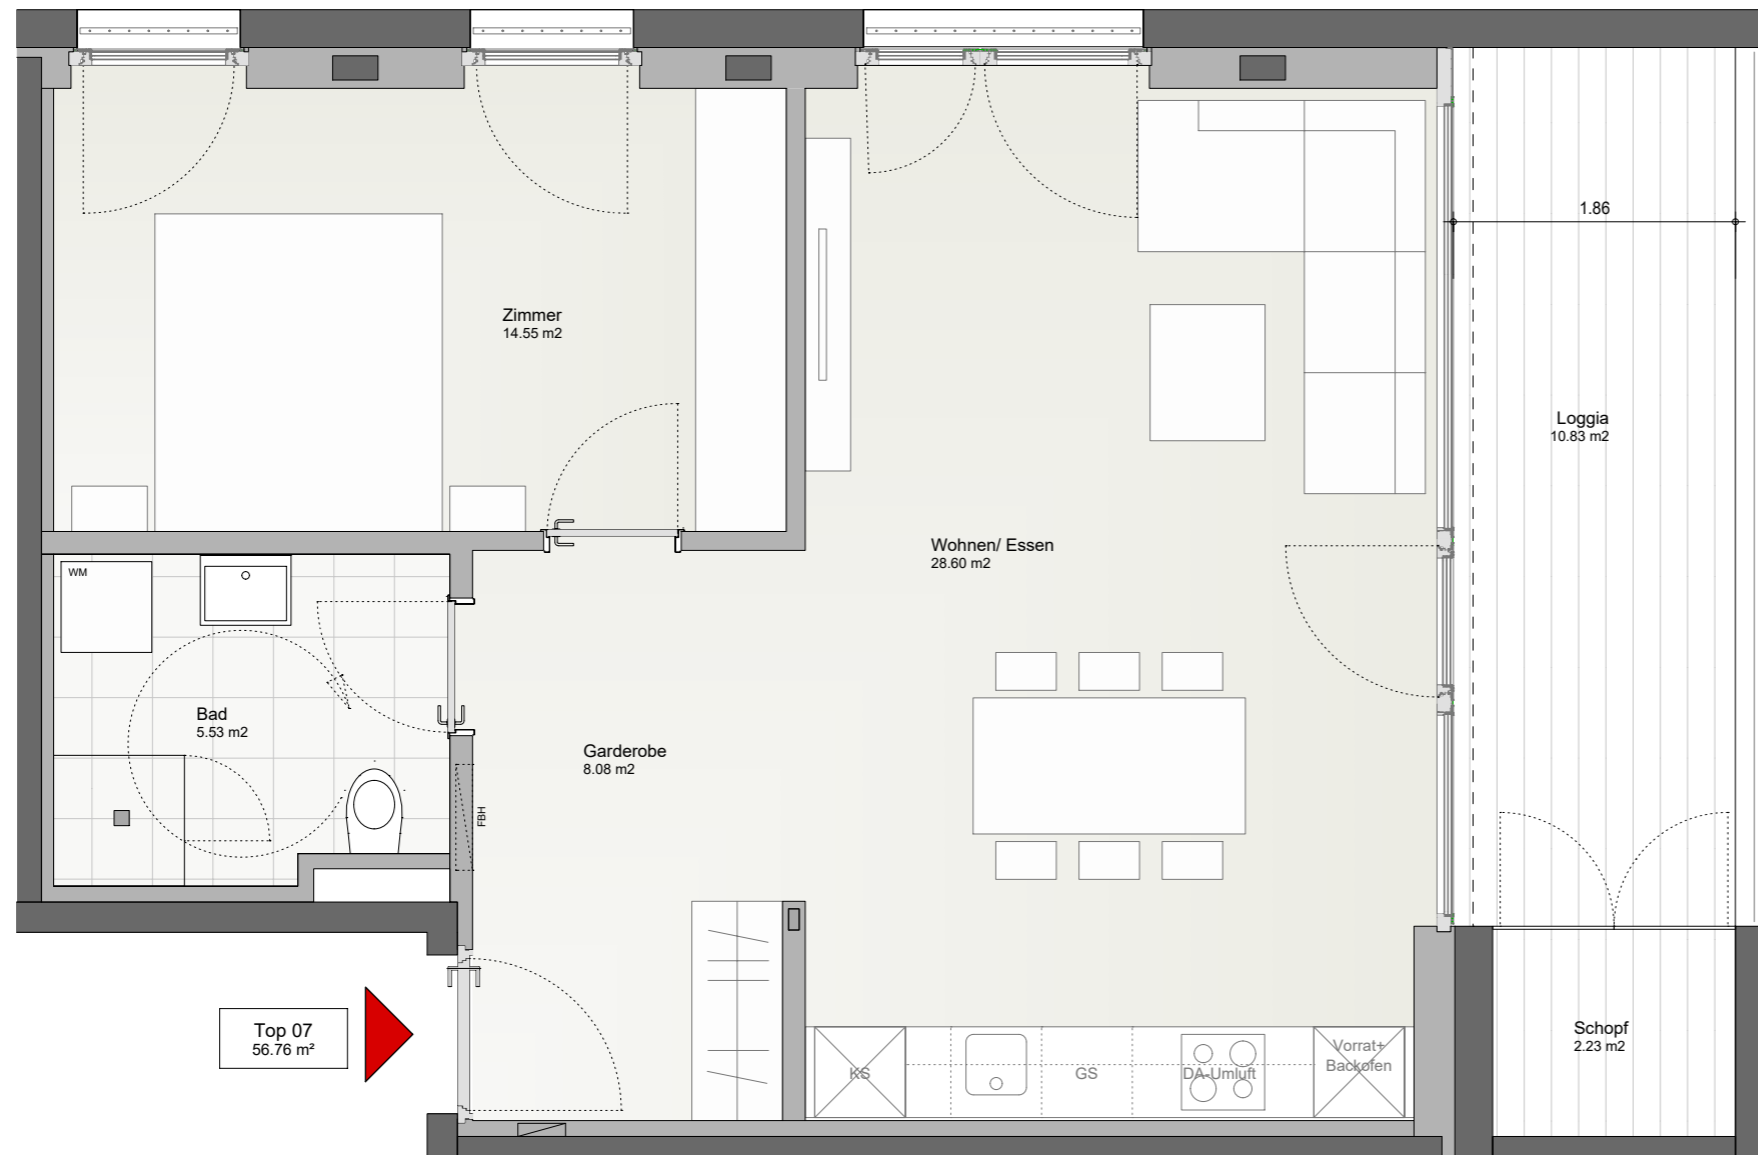 1.86
Zimmer
14.55 m2
Loggia
10.83 m2
Wohnen/ Essen
28.60 m2
WM
Bad
5.53 m2
Garderobe
8.08 m2
FBH
Top 07
56.76 m²
KS
GS
DA-Umluft
Vorrat+
Backofen
Schopf
2.23 m2